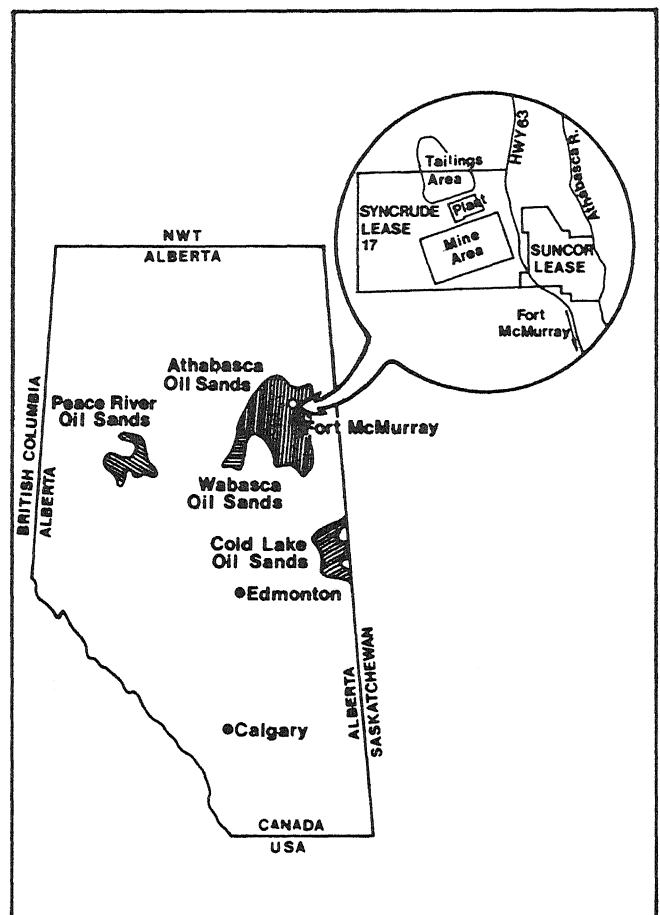 HWY 63
Athabasca R.
Tailings
Area
Plant
SYNCRUDE
LEASE
17
Mine
Area
SUNCOR
LEASE
Fort
McMurray
NWT
ALBERTA
Athabasca
Oil Sands
Peace River
Oil Sands
Fort McMurray
BRITISH COLUMBIA
ALBERTA
Wabasca
Oil Sands
Cold Lake
Oil Sands
Edmonton
ALBERTA
SASKATCHEWAN
Calgary
CANADA
USA